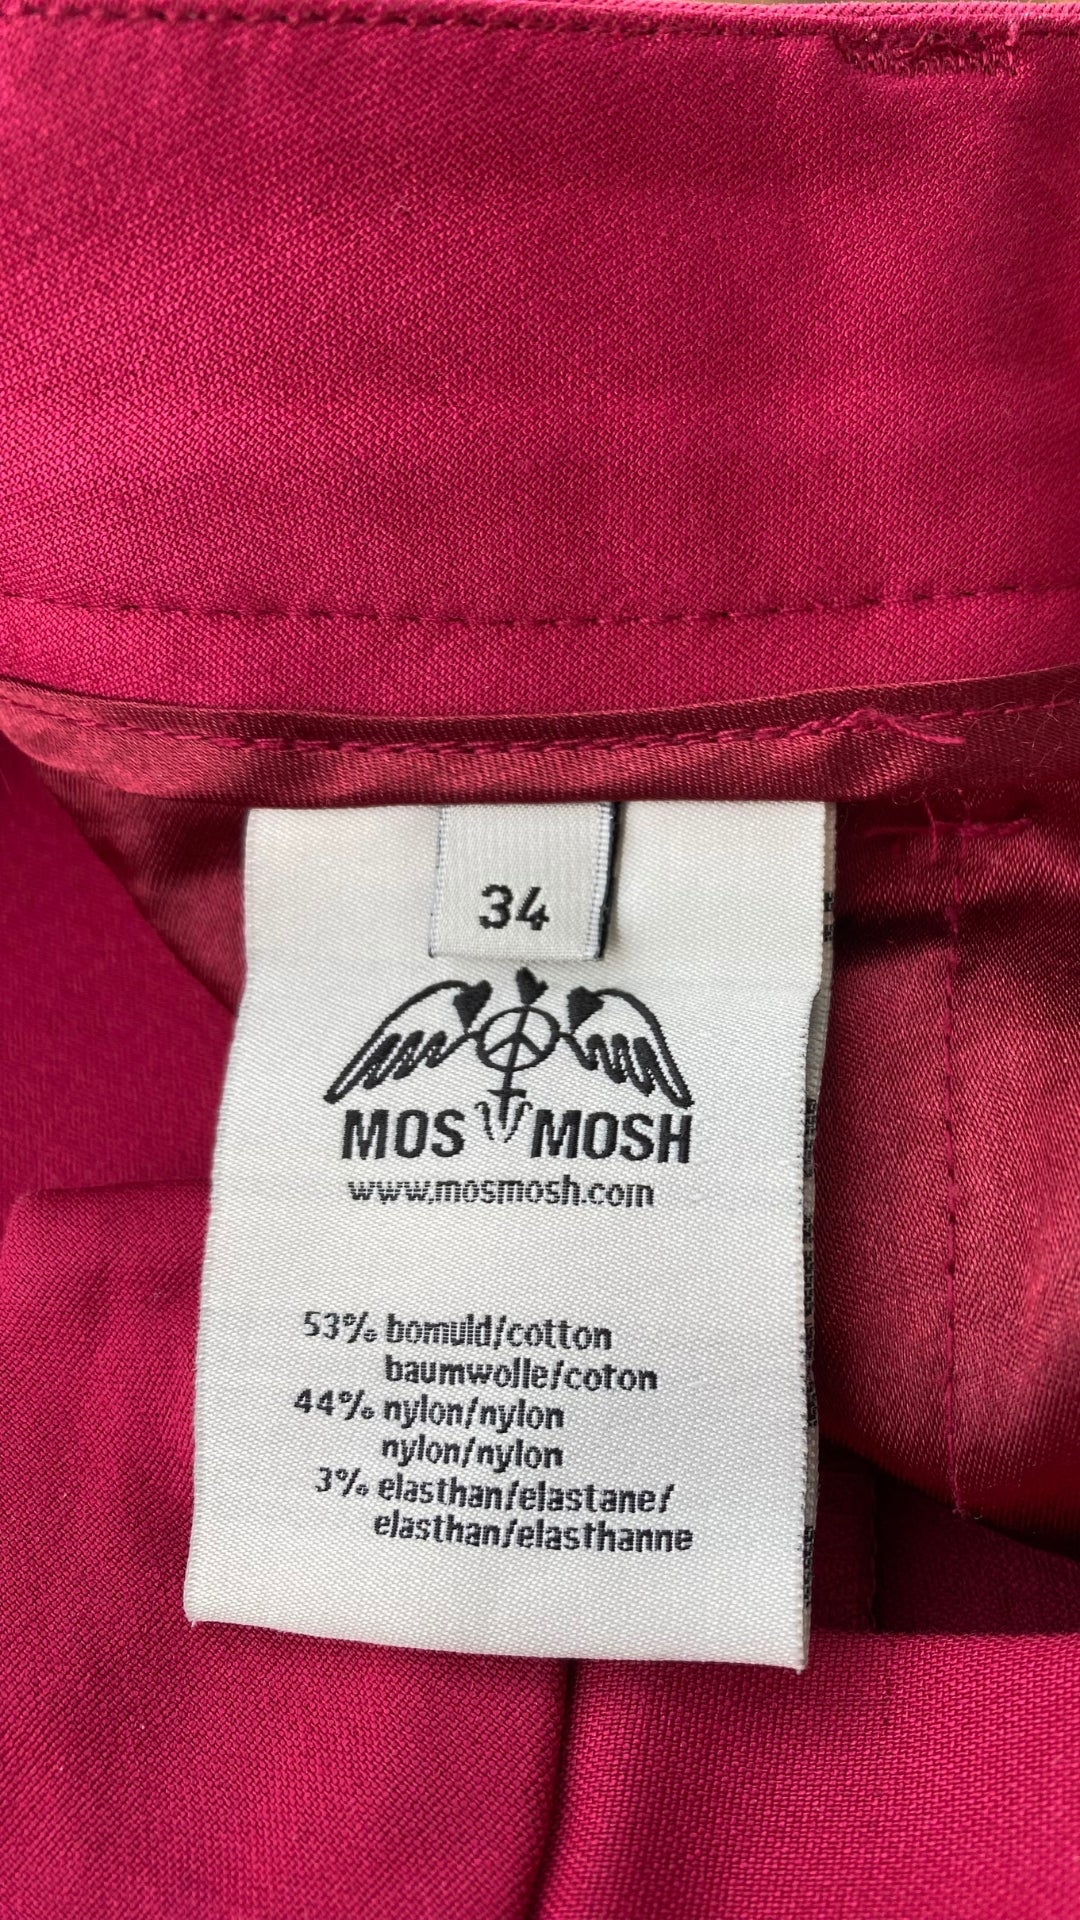 34
MOS MOSH
www.mosmosh.com
53% bomuld/cotton
baumwolle/coton
44% nylon/nylon
nylon/nylon
3% elasthan/elastane/
elasthan/elasthanne